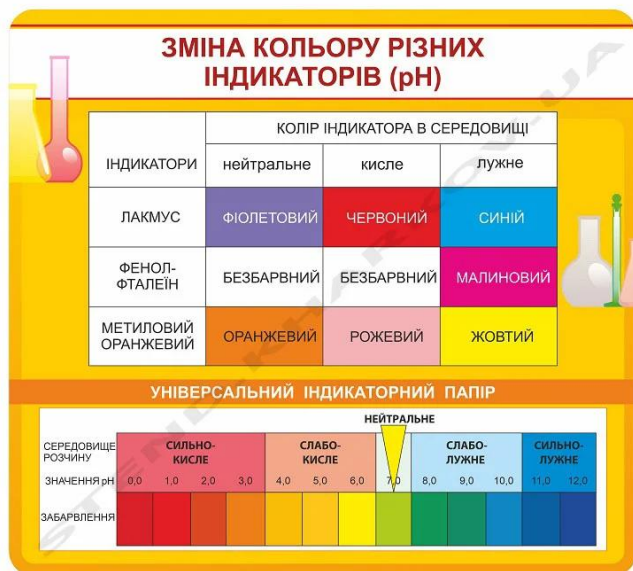 ЗМІНА КОЛЬОРУ РІЗНИХ
ІНДИКАТОРІВ (pH)
ІНДИКАТОРИ
КОЛІР ІНДИКАТОРА В СЕРЕДОВИЩІ
нейтральне кисле лужне
ЛАКМУС ФІОЛЕТОВИЙ ЧЕРВОНИЙ СИНІЙ
ФЕНОЛ-
ФТАЛЕЇН БЕЗБАРВНИЙ БЕЗБАРВНИЙ МАЛИНОВИЙ
МЕТИЛОВИЙ
ОРАНЖЕВИЙ ОРАНЖЕВИЙ РОЖЕВИЙ ЖОВТИЙ
УНІВЕРСАЛЬНИЙ ІНДИКАТОРНИЙ ПАПІР
НЕЙТРАЛЬНЕ
СЕРЕДОВИЩЕ
РОЗЧИНУ
СИЛЬНО-
КИСЛЕ
СЛАБО-
КИСЛЕ
СЛАБО-
ЛУЖНЕ
СИЛЬНО-
ЛУЖНЕ
ЗНАЧЕННЯ pH 0,0 1,0 2,0 3,0 4,0 5,0 6,0 7,0 8,0 9,0 10,0 11,0 12,0
ЗАБАРВЛЕННЯ
STEND-KHARKOV-UA